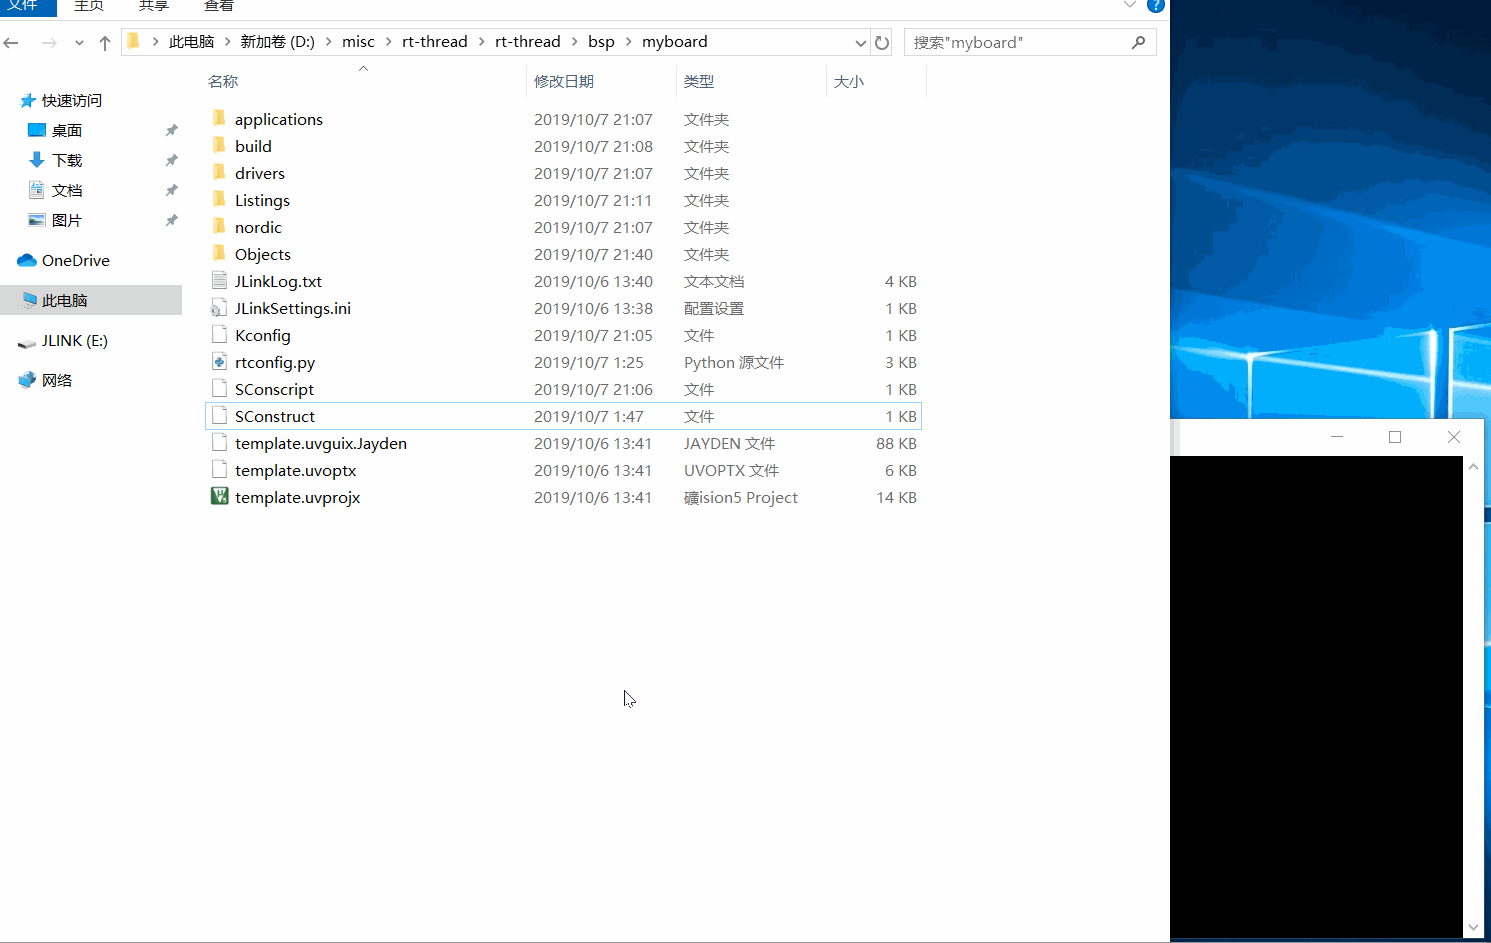 文件 主页 共享 查看
此电脑 新加卷 (D:) misc rt-thread rt-thread bsp myboard 搜索"myboard"
名称 修改日期 类型 大小
快速访问
桌面
下载
文档
图片
OneDrive
此电脑
JLINK (E:)
网络
applications 2019/10/7 21:07 文件夹
build 2019/10/7 21:08 文件夹
drivers 2019/10/7 21:07 文件夹
Listings 2019/10/7 21:11 文件夹
nordic 2019/10/7 21:07 文件夹
Objects 2019/10/7 21:40 文件夹
JLinkLog.txt 2019/10/6 13:40 文本文档 4 KB
JLinkSettings.ini 2019/10/6 13:38 配置设置 1 KB
Kconfig 2019/10/7 21:05 文件 1 KB
rtconfig.py 2019/10/7 1:25 Python 源文件 3 KB
SConscript 2019/10/7 21:06 文件 1 KB
SConstruct 2019/10/7 1:47 文件 1 KB
template.uvguix.Jayden 2019/10/6 13:41 JAYDEN 文件 88 KB
template.uvoptx 2019/10/6 13:41 UVOPTX 文件 6 KB
template.uvprojx 2019/10/6 13:41 礦ision5 Project 14 KB